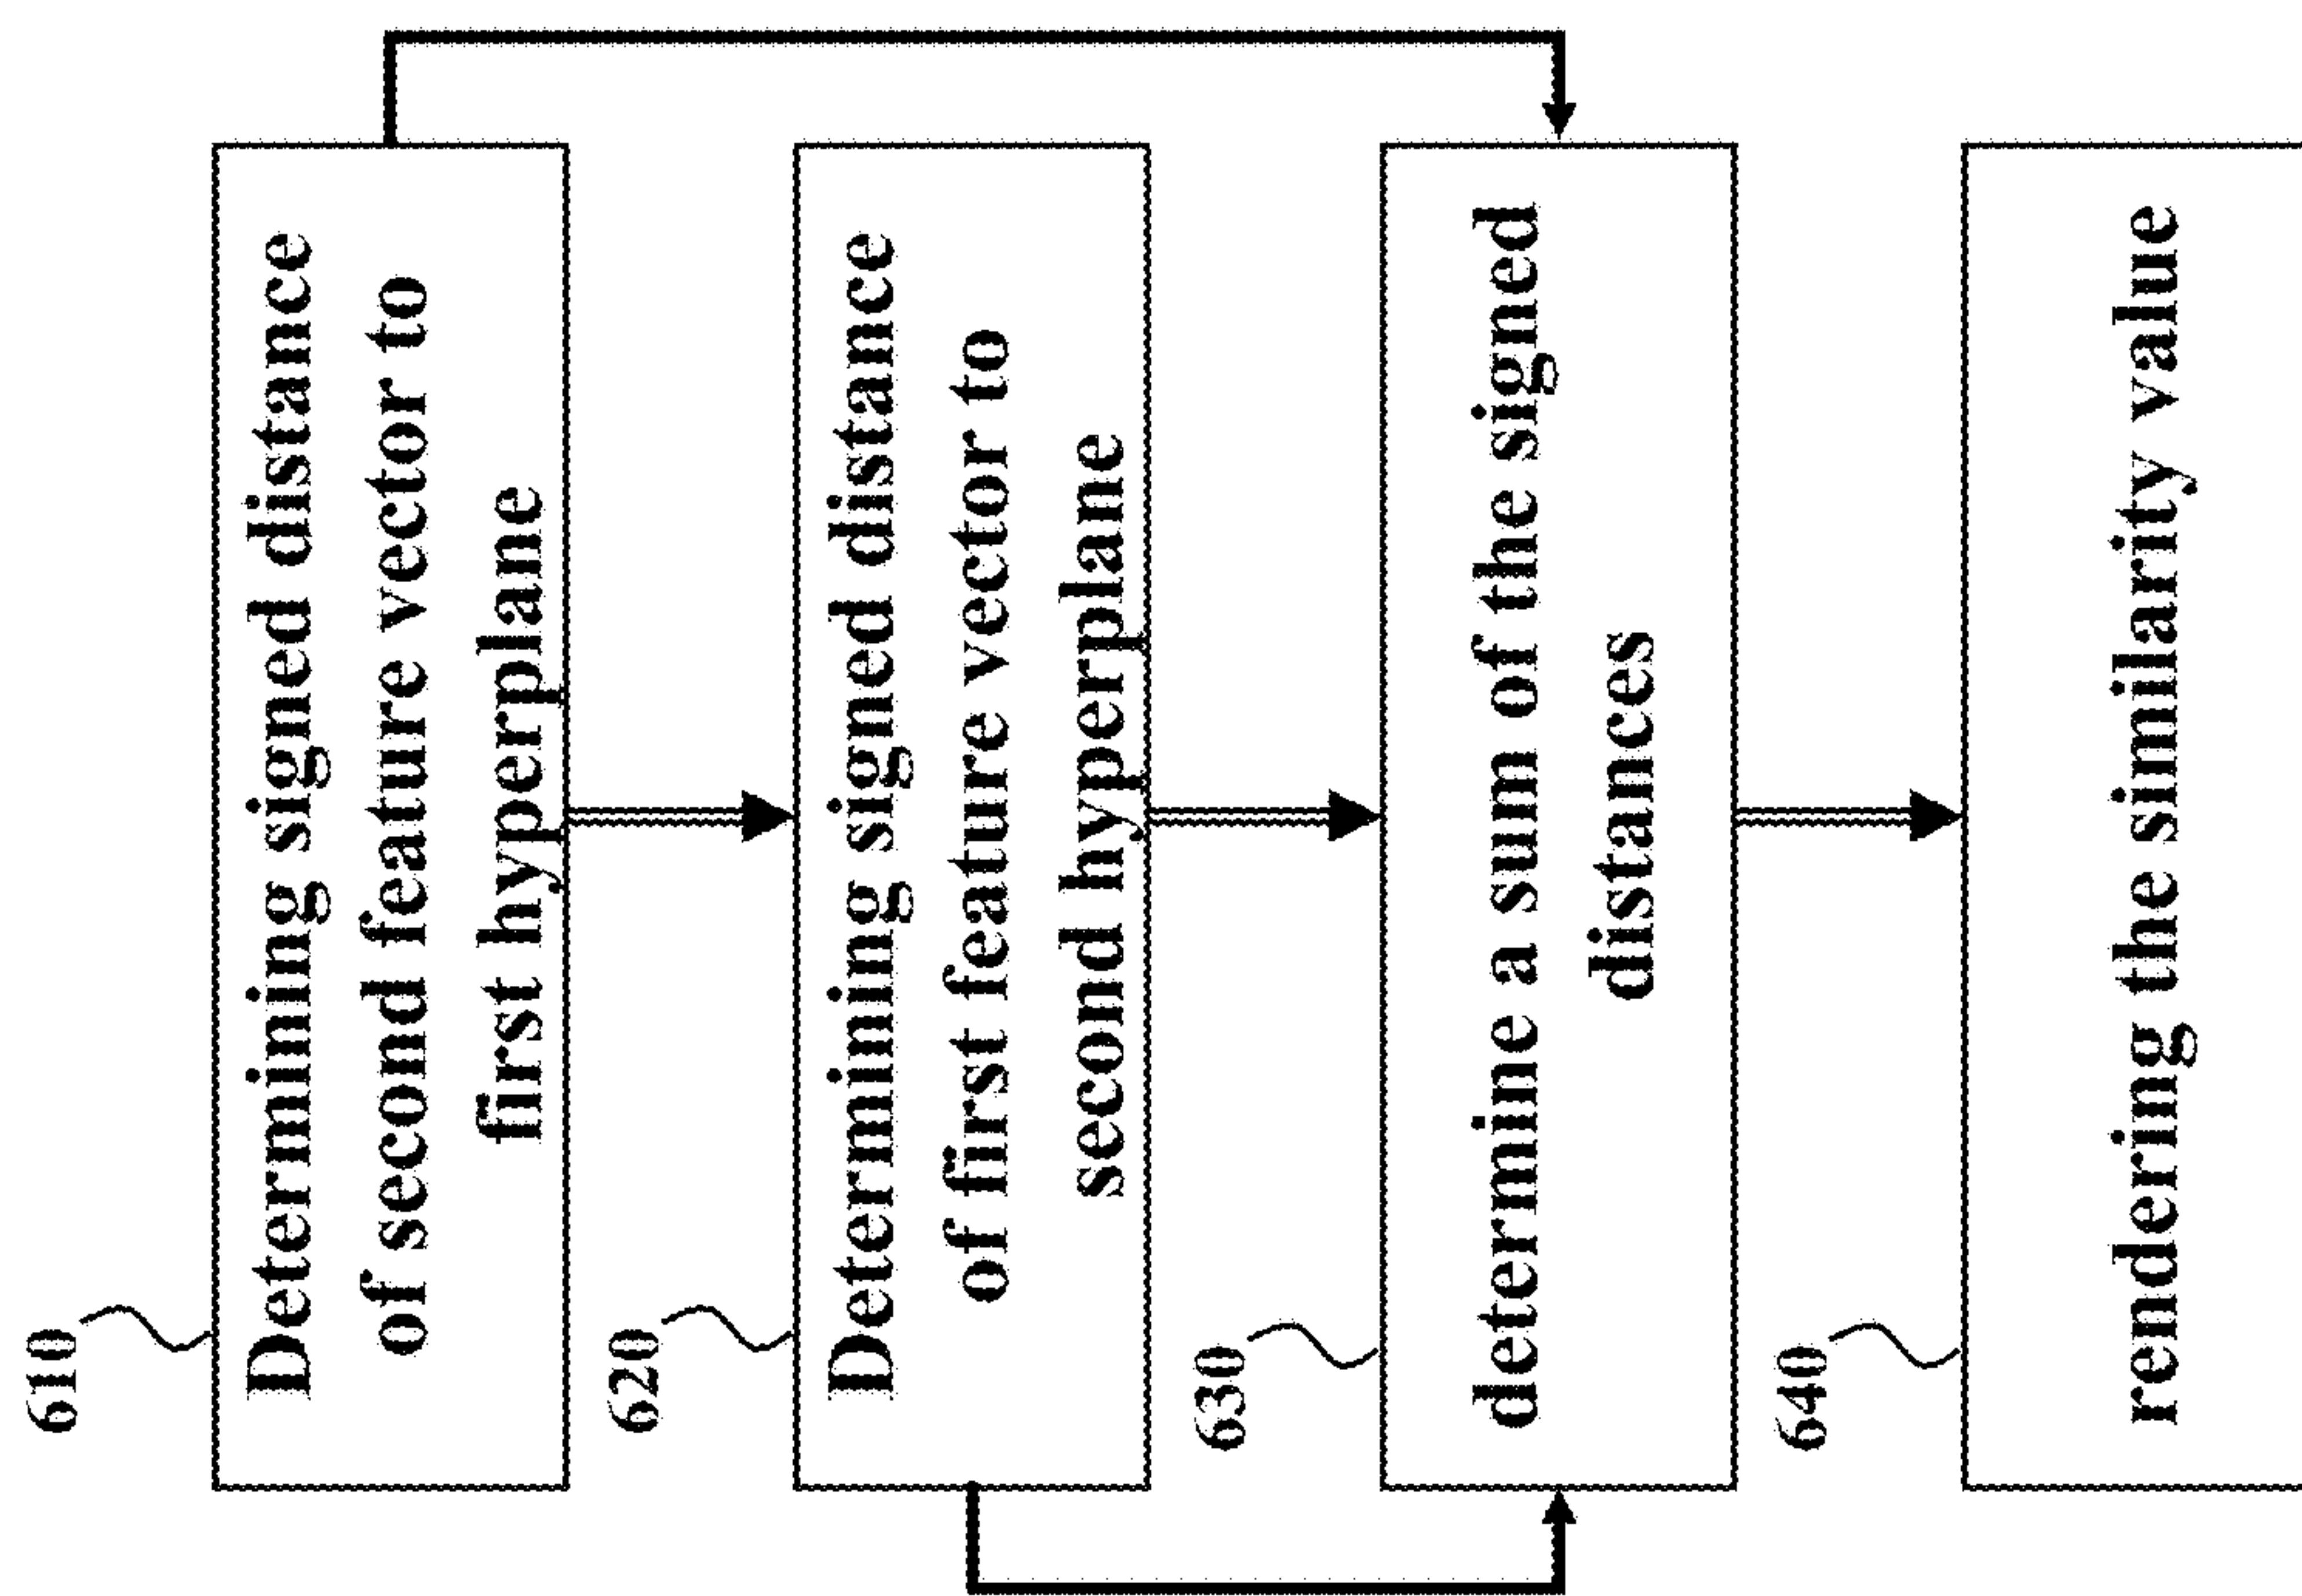 610
Determining signed distance
of second feature vector to
first hyperplane
620
Determining signed distance
of first feature vector to
second hyperplane
630
determine a sum of the signed
distances
640
rendering the similarity value